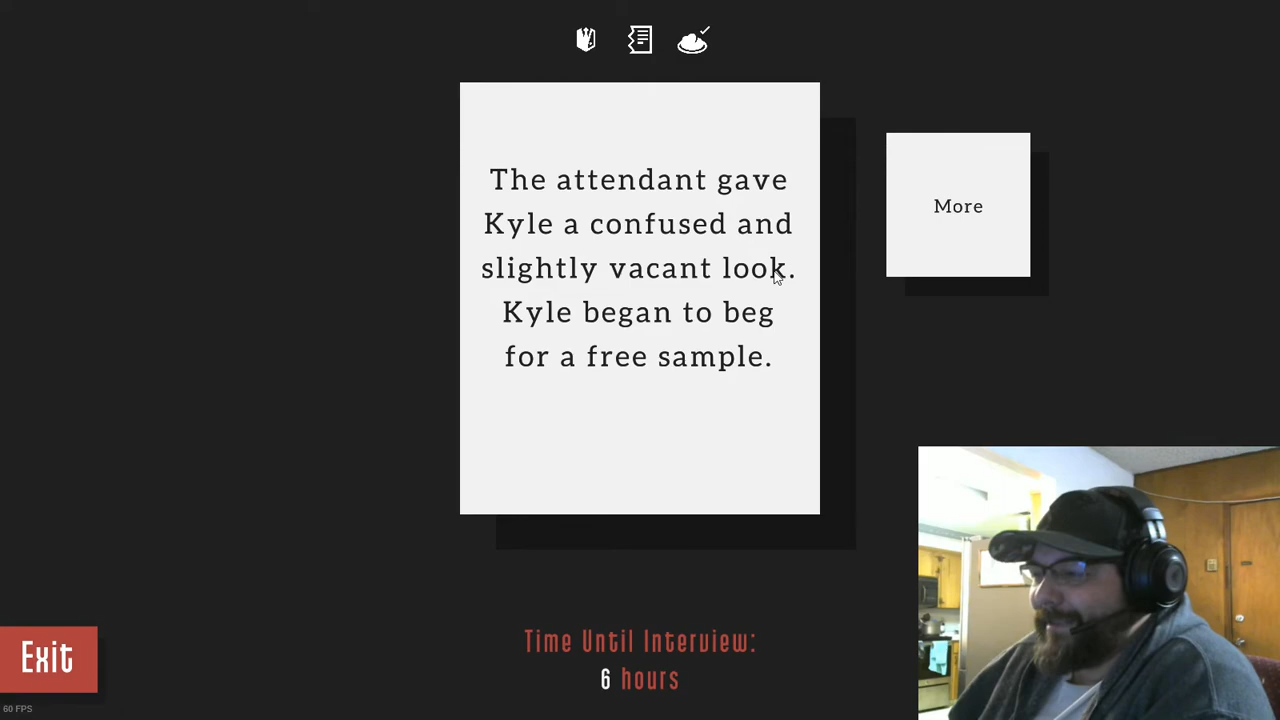 The attendant gave
Kyle a confused and
slightly vacant look.
Kyle began to beg
for a free sample.
More
Time Until Interview:
6 hours
Exit
60 FPS